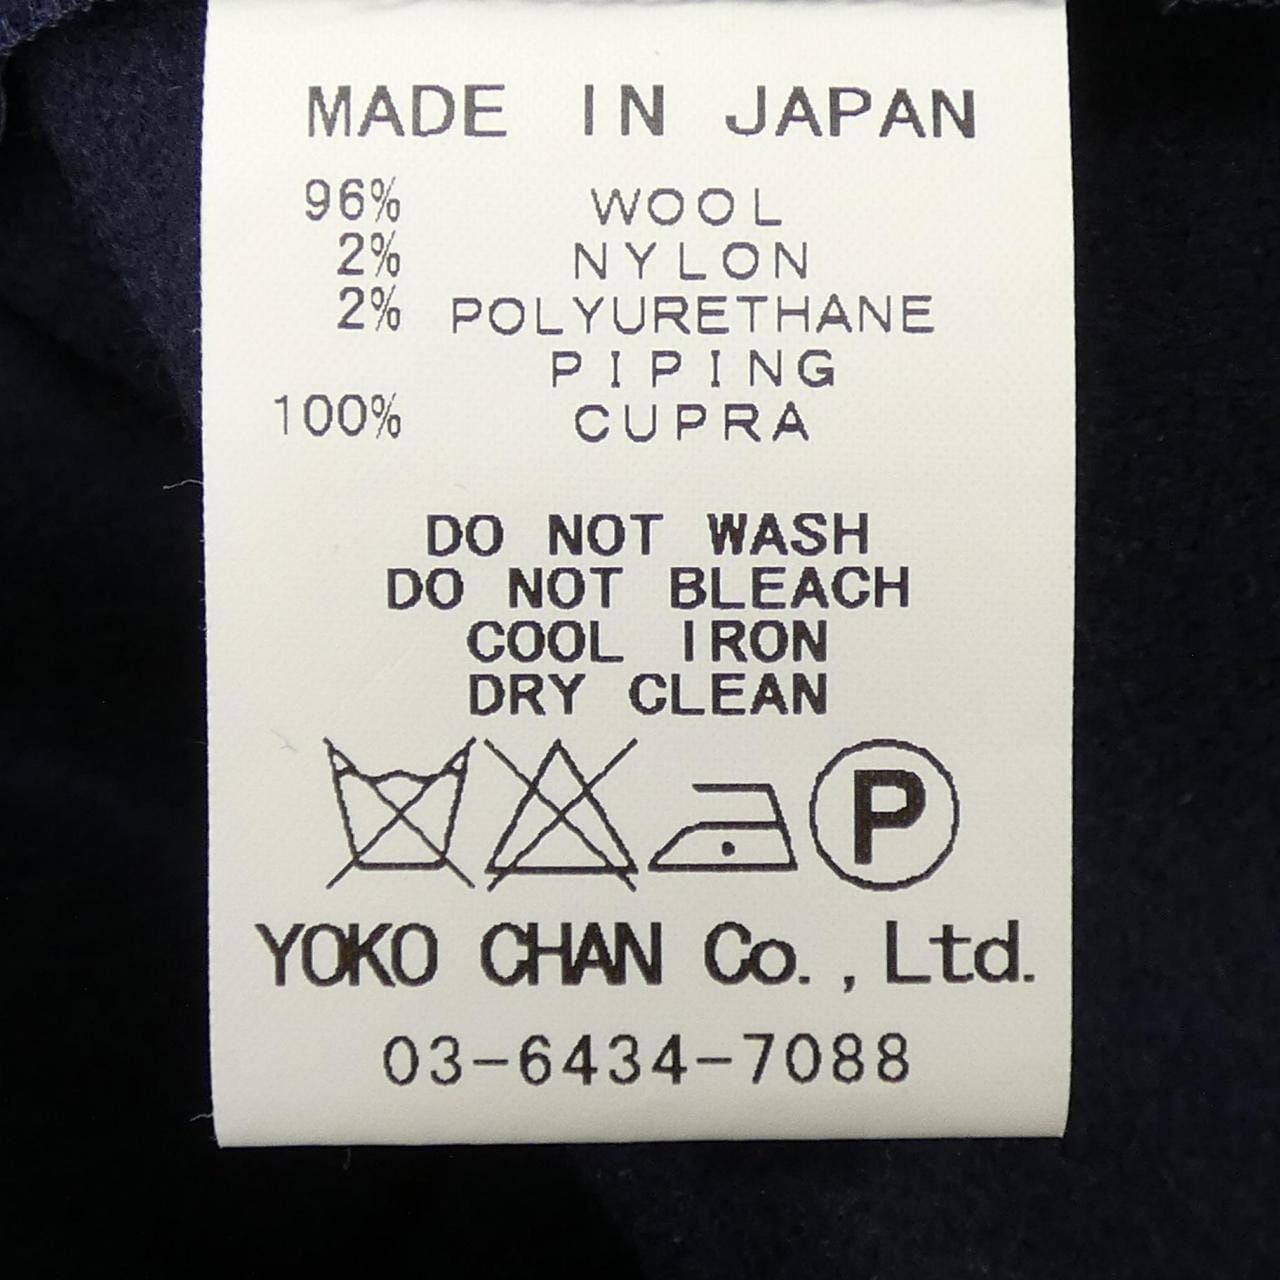 MADE IN JAPAN
96% WOOL
2% NYLON
2% POLYURETHANE
PIPING
100% CUPRA
DO NOT WASH
DO NOT BLEACH
COOL IRON
DRY CLEAN
P
YOKO CHAN Co., Ltd.
03-6434-7088